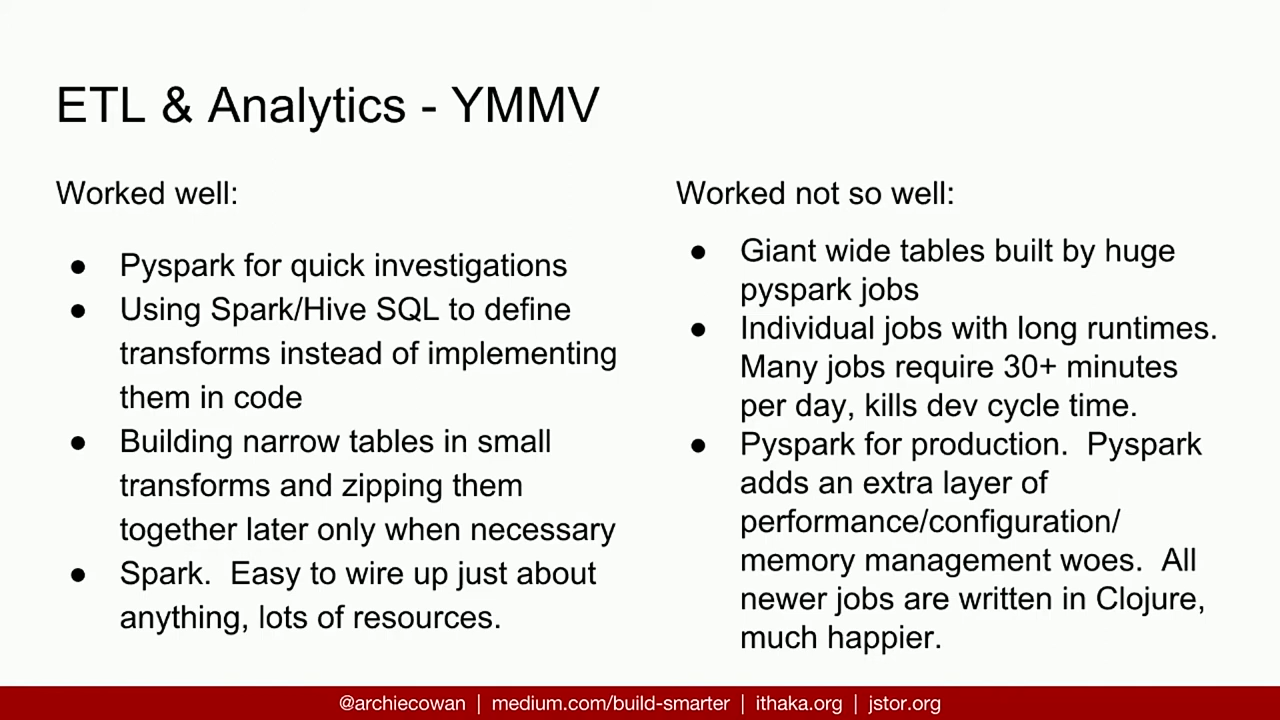 ETL & Analytics - YMMV
Worked well:
● Pyspark for quick investigations
● Using Spark/Hive SQL to define
transforms instead of implementing
them in code
● Building narrow tables in small
transforms and zipping them
together later only when necessary
● Spark.  Easy to wire up just about
anything, lots of resources.
Worked not so well:
● Giant wide tables built by huge
pyspark jobs
● Individual jobs with long runtimes.
Many jobs require 30+ minutes
per day, kills dev cycle time.
● Pyspark for production.  Pyspark
adds an extra layer of
performance/configuration/
memory management woes.  All
newer jobs are written in Clojure,
much happier.
@archiecowan | medium.com/build-smarter | ithaka.org | jstor.org